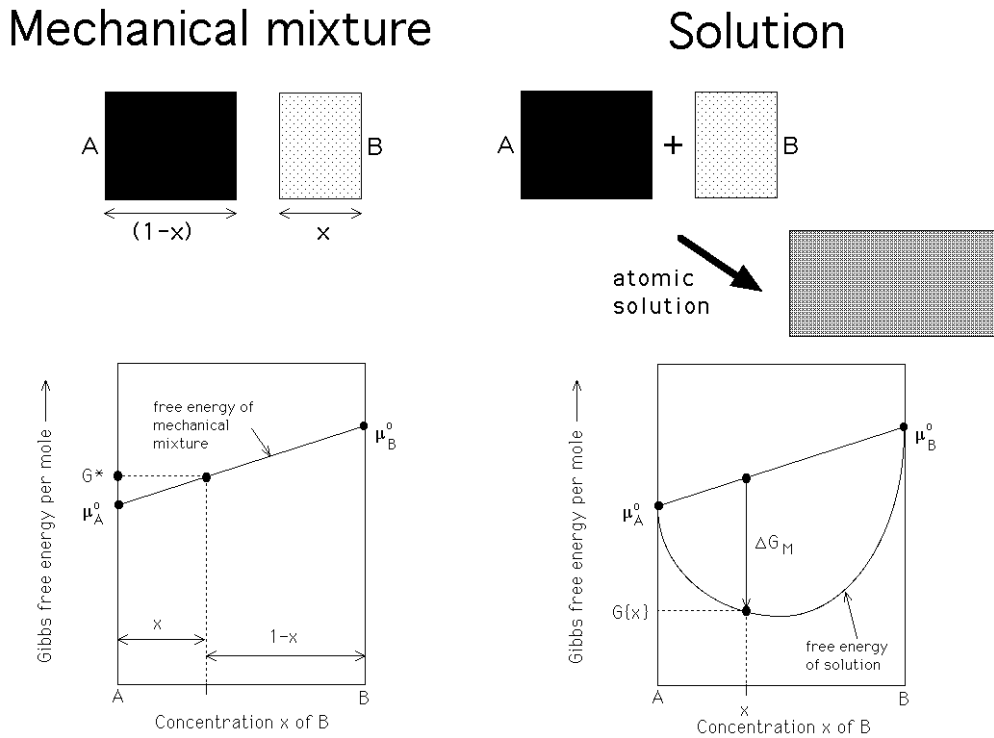 Mechanical mixture
A
B
(1-x)
x
Gibbs free energy per mole
free energy of
mechanical
mixture
G*
μ°A
μ°B
x
1-x
A
B
Concentration x of B
Solution
A
+
B
atomic
solution
Gibbs free energy per mole
μ°A
μ°B
ΔGM
G{x}
free energy
of solution
A
x
B
Concentration x of B